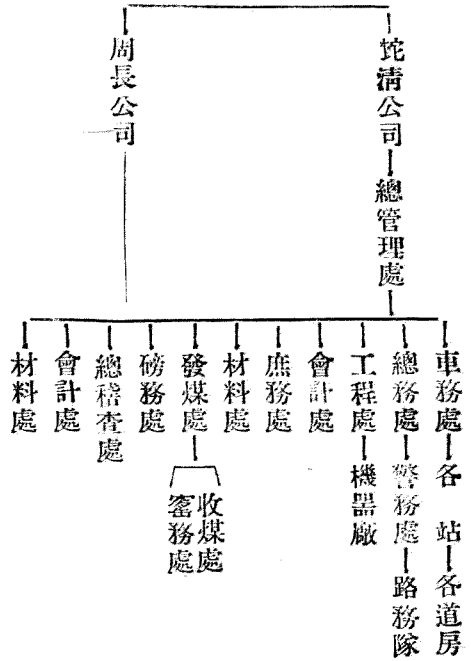 坨清公司
總管理處
周長公司
車務處
各站
各道房
總務處
警務處
路務隊
工程處
機器廠
會計處
庶務處
材料處
發煤處
收煤處
窰務處
磅務處
總稽查處
會計處
材料處